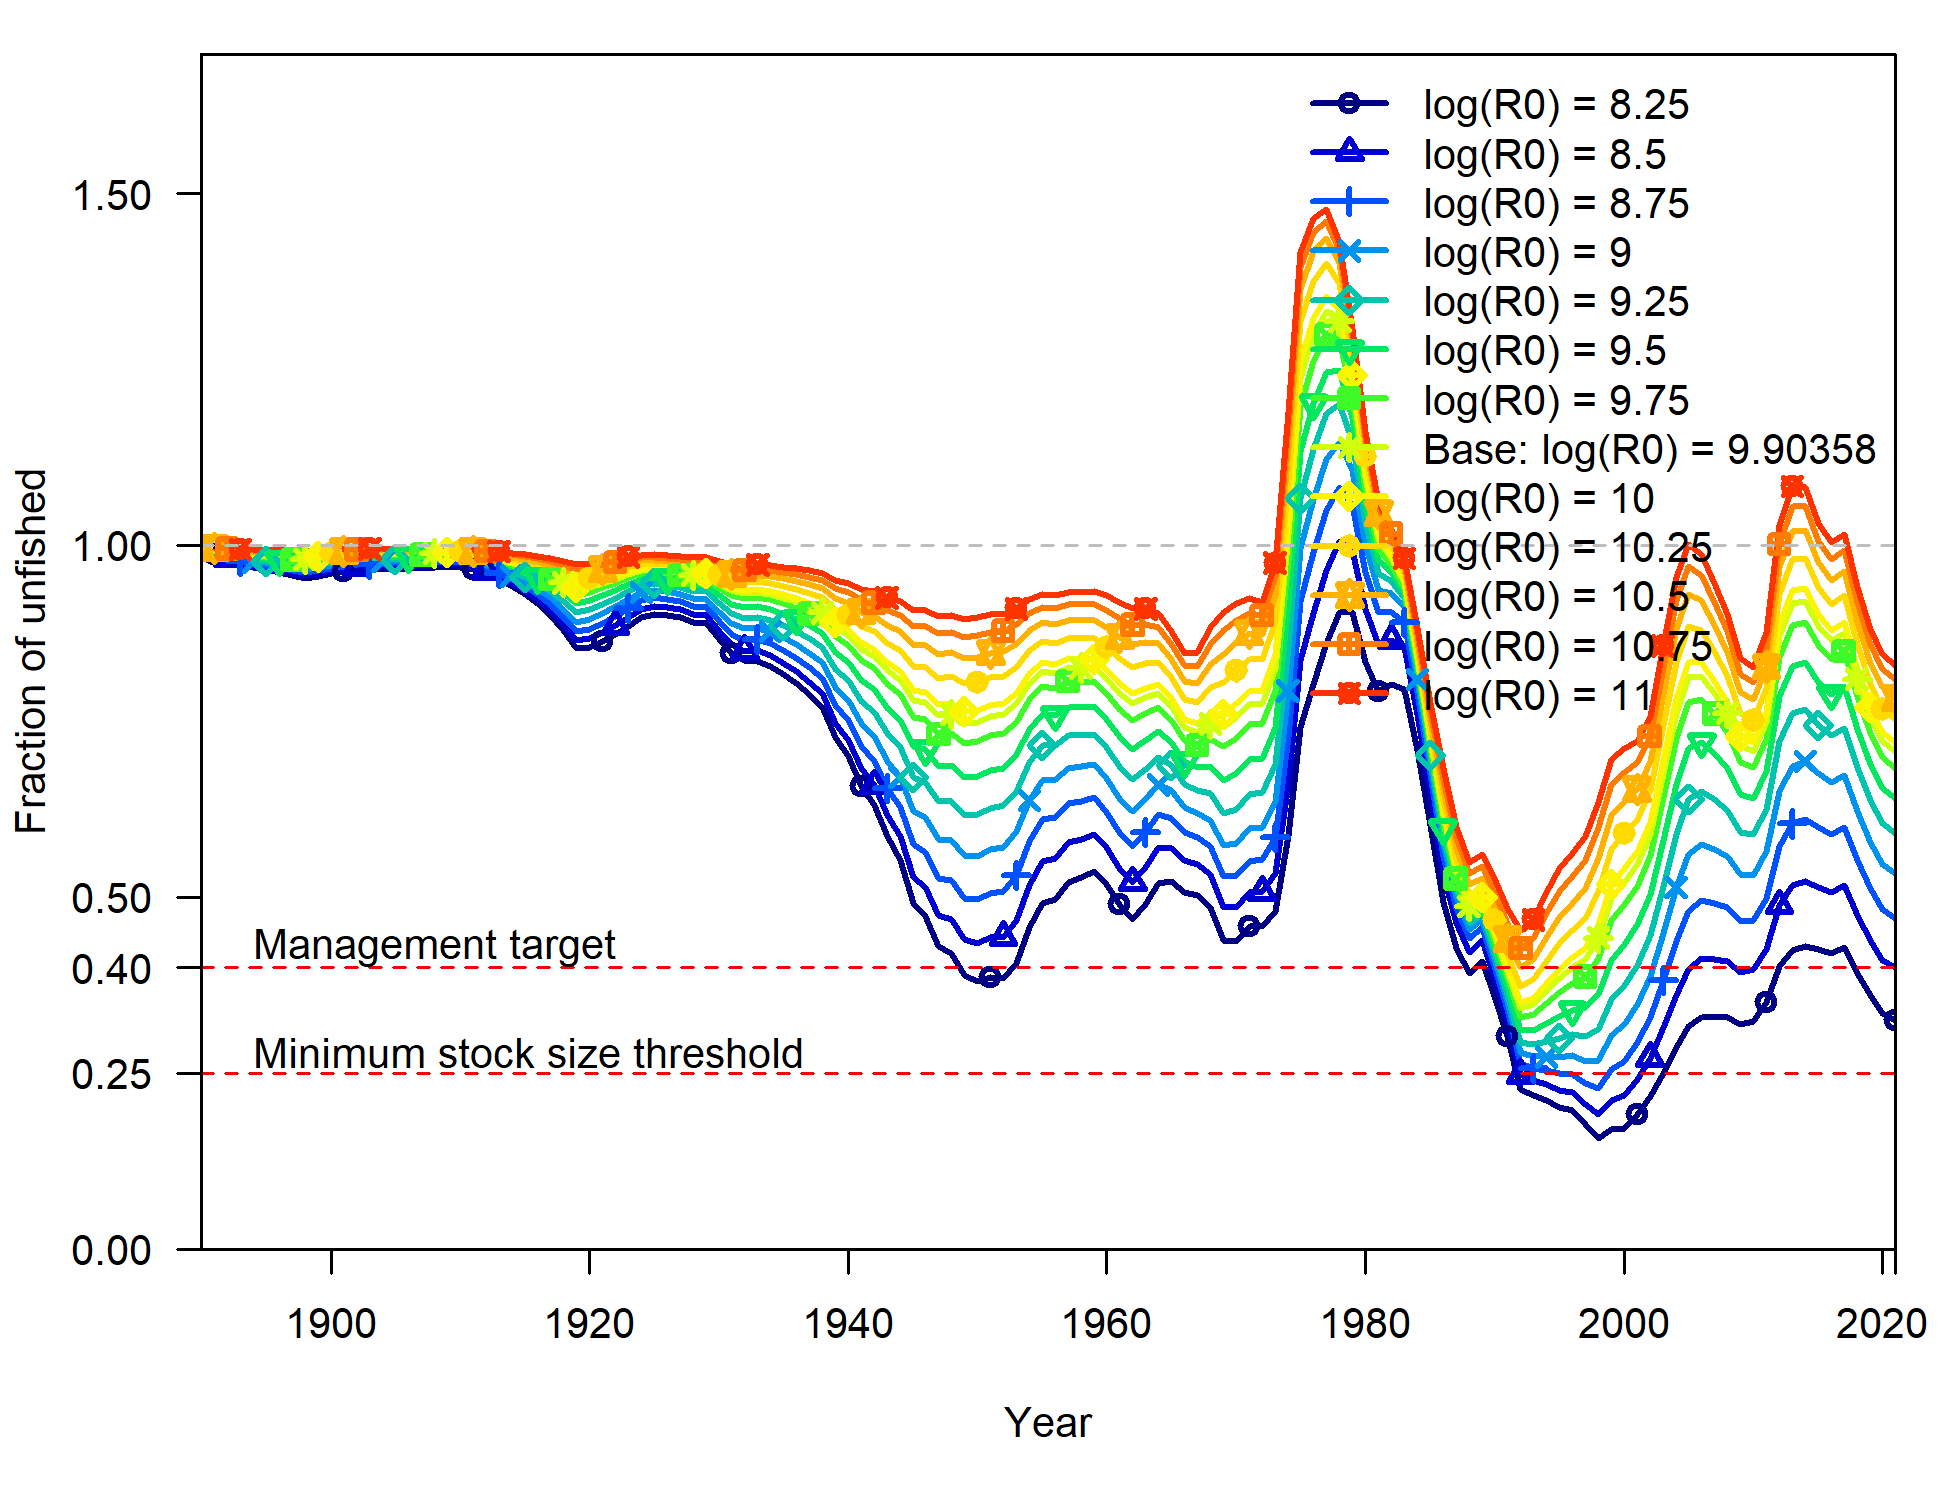 log(R0) = 8.25
log(R0) = 8.5
log(R0) = 8.75
log(R0) = 9
log(R0) = 9.25
log(R0) = 9.5
log(R0) = 9.75
Base: log(R0) = 9.90358
log(R0) = 10
log(R0) = 10.25
log(R0) = 10.5
log(R0) = 10.75
log(R0) = 11
1.50
1.00
0.50
0.40
0.25
0.00
Fraction of unfished
Management target
Minimum stock size threshold
1900 1920 1940 1960 1980 2000 2020
Year